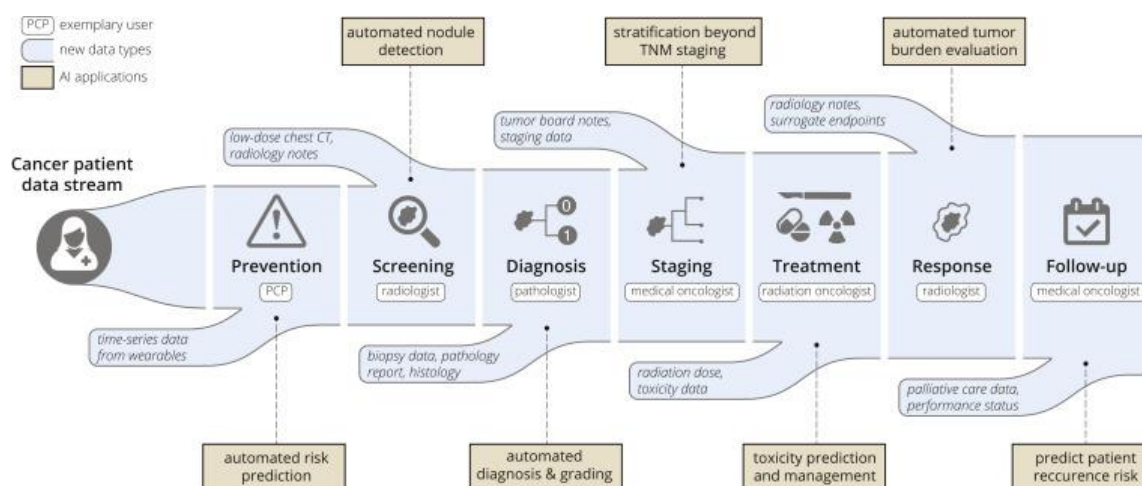 PCP exemplary user
new data types
AI applications
automated nodule
detection
stratification beyond
TNM staging
automated tumor
burden evaluation
low-dose chest CT,
radiology notes
tumor board notes,
staging data
radiology notes,
surrogate endpoints
Cancer patient
data stream
0
1
Prevention
PCP
Screening
radiologist
Diagnosis
pathologist
Staging
medical oncologist
Treatment
radiation oncologist
Response
radiologist
Follow-up
medical oncologist
time-series data
from wearables
biopsy data, pathology
report, histology
radiation dose,
toxicity data
palliative care data,
performance status
automated risk
prediction
automated
diagnosis & grading
toxicity prediction
and management
predict patient
reccurence risk